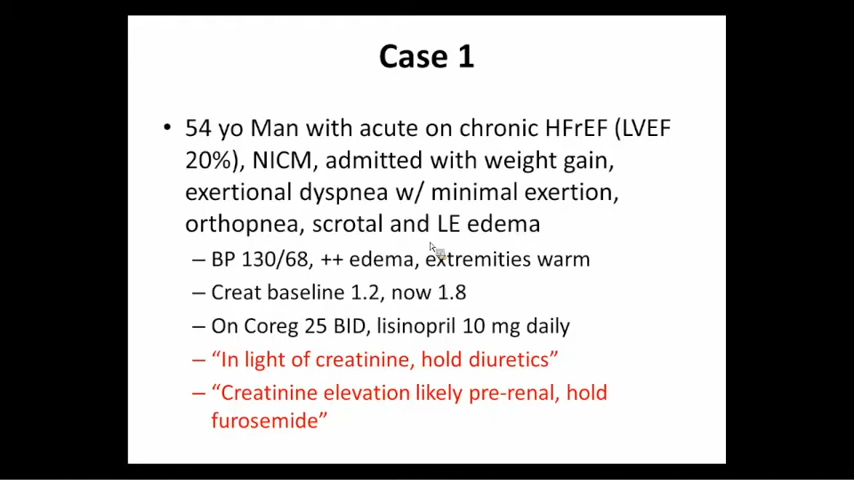 Case 1
• 54 yo Man with acute on chronic HFrEF (LVEF
20%), NICM, admitted with weight gain,
exertional dyspnea w/ minimal exertion,
orthopnea, scrotal and LE edema
– BP 130/68, ++ edema, extremities warm
– Creat baseline 1.2, now 1.8
– On Coreg 25 BID, lisinopril 10 mg daily
– “In light of creatinine, hold diuretics”
– “Creatinine elevation likely pre-renal, hold
furosemide”